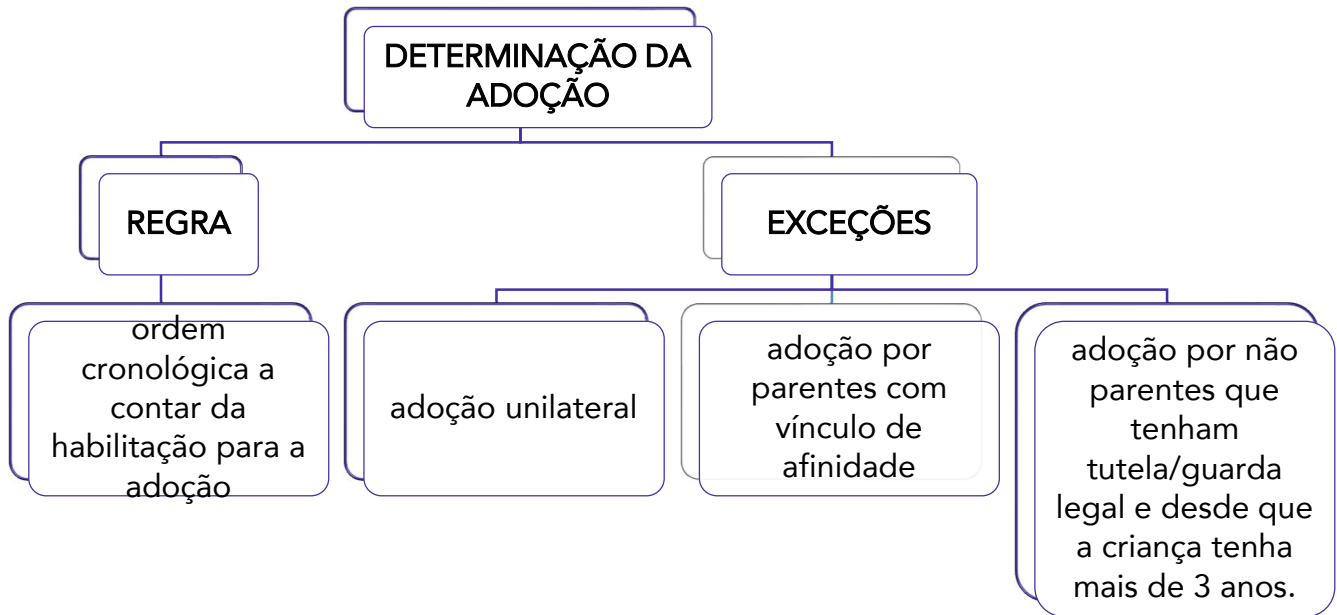 DETERMINAÇÃO DA
ADOÇÃO
REGRA
EXCEÇÕES
ordem
cronológica a
contar da
habilitação para a
adoção
adoção unilateral
adoção por
parentes com
vínculo de
afinidade
adoção por não
parentes que
tenham
tutela/guarda
legal e desde que
a criança tenha
mais de 3 anos.